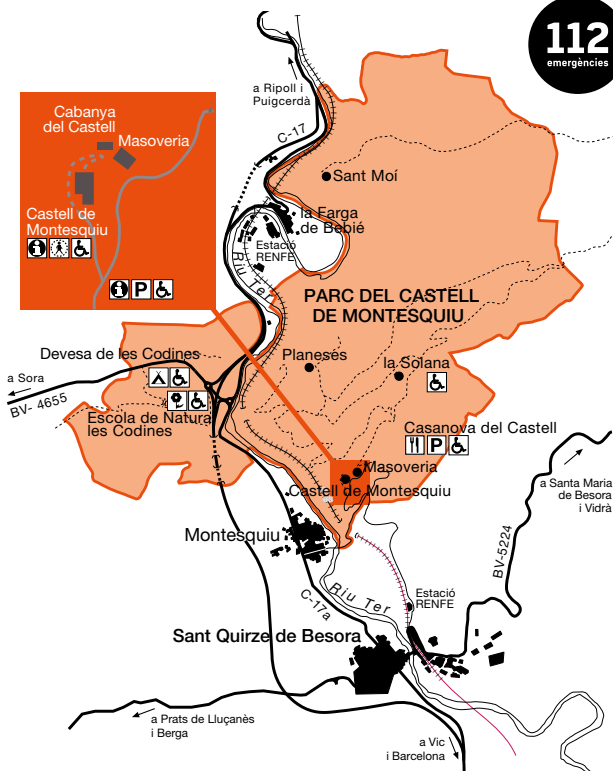 112
emergències
a Ripoll i
Puigcerdà
C-17
Cabanya
del Castell
Masoveria
Castell de
Montesquiu
P
Sant Moí
la Farga
de Bebié
Estació
RENFE
Riu Ter
PARC DEL CASTELL
DE MONTESQUIU
Devesa de les Codines
Planeses
la Solana
a Sora
BV- 4655
Escola de Natura
les Codines
Casanova del Castell
P
Masoveria
Castell de Montesquiu
a Santa Maria
de Besora
i Vidrà
BV-5224
Montesquiu
Riu Ter
C-17a
Estació
RENFE
Sant Quirze de Besora
a Prats de Lluçanès
i Berga
a Vic
i Barcelona